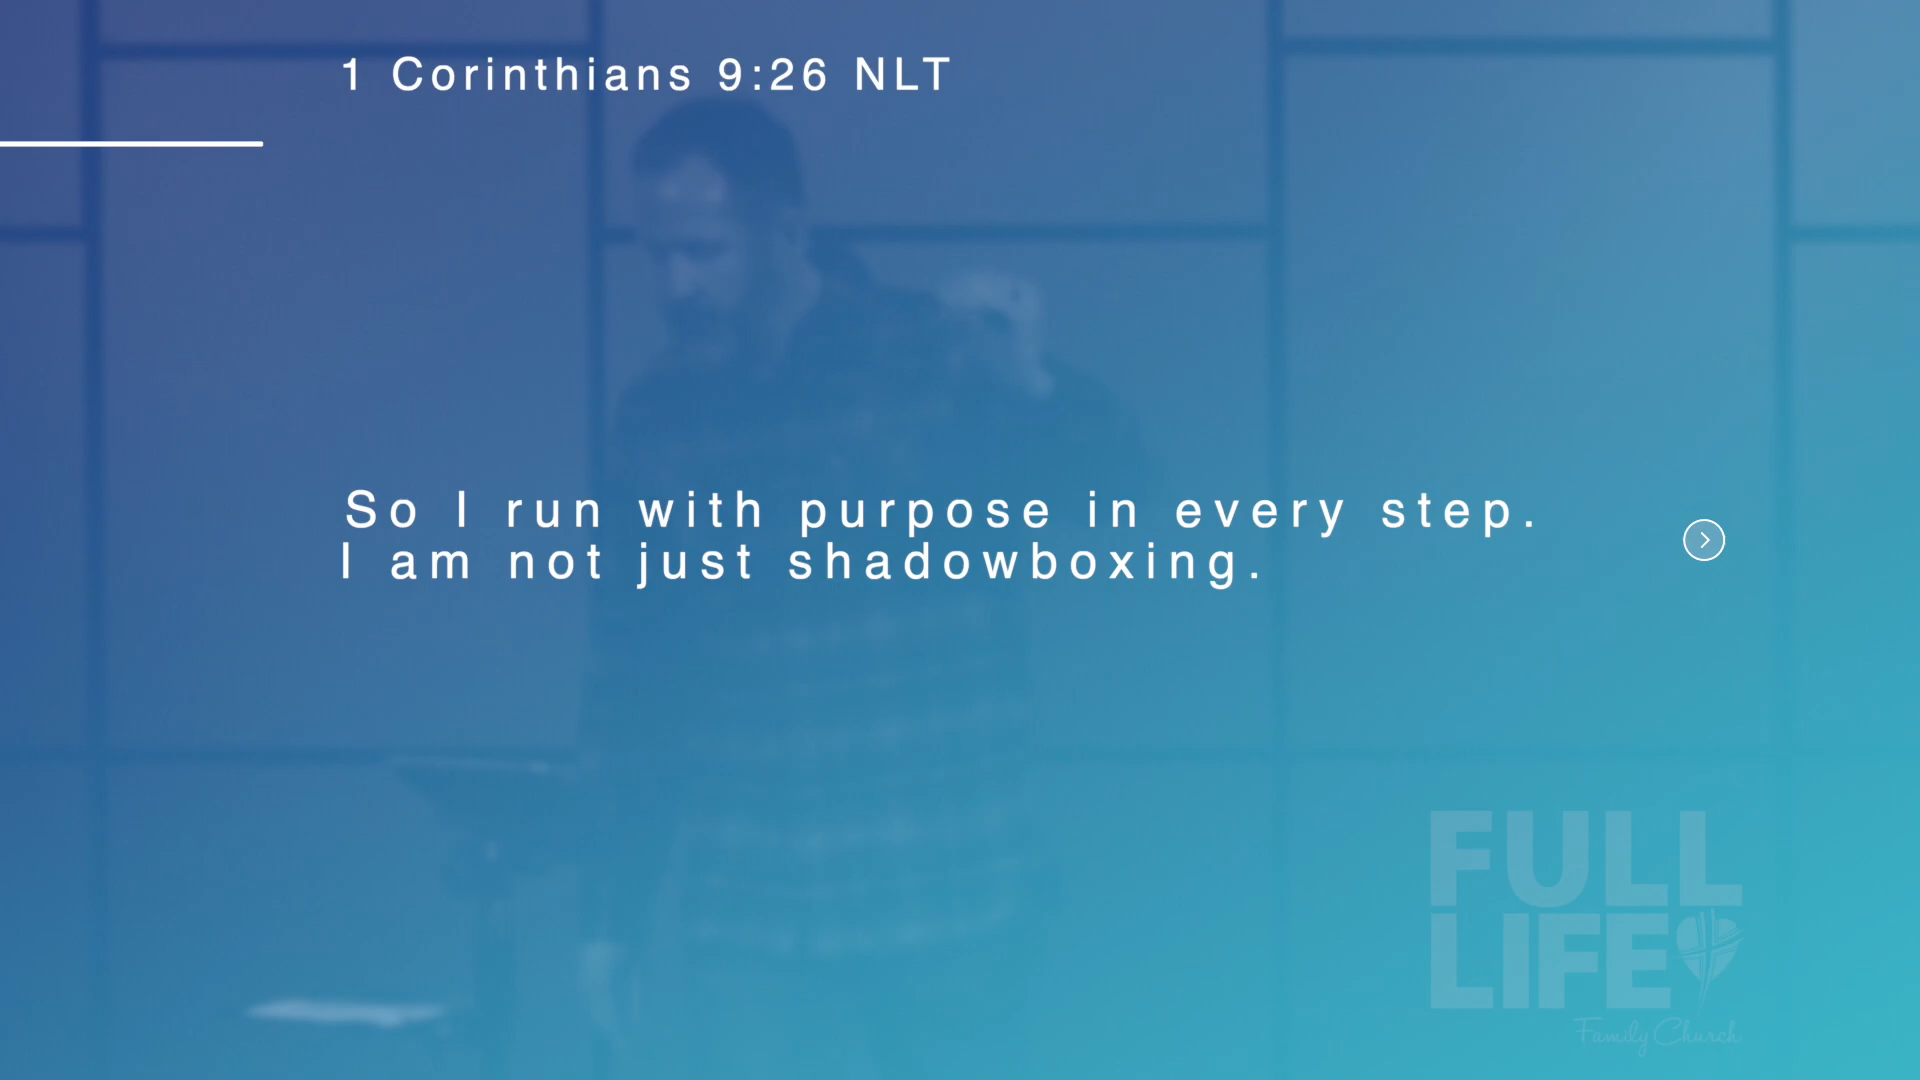 1 Corinthians 9:26 NLT
So I run with purpose in every step.
I am not just shadowboxing.
FULL
LIFE
Family Church